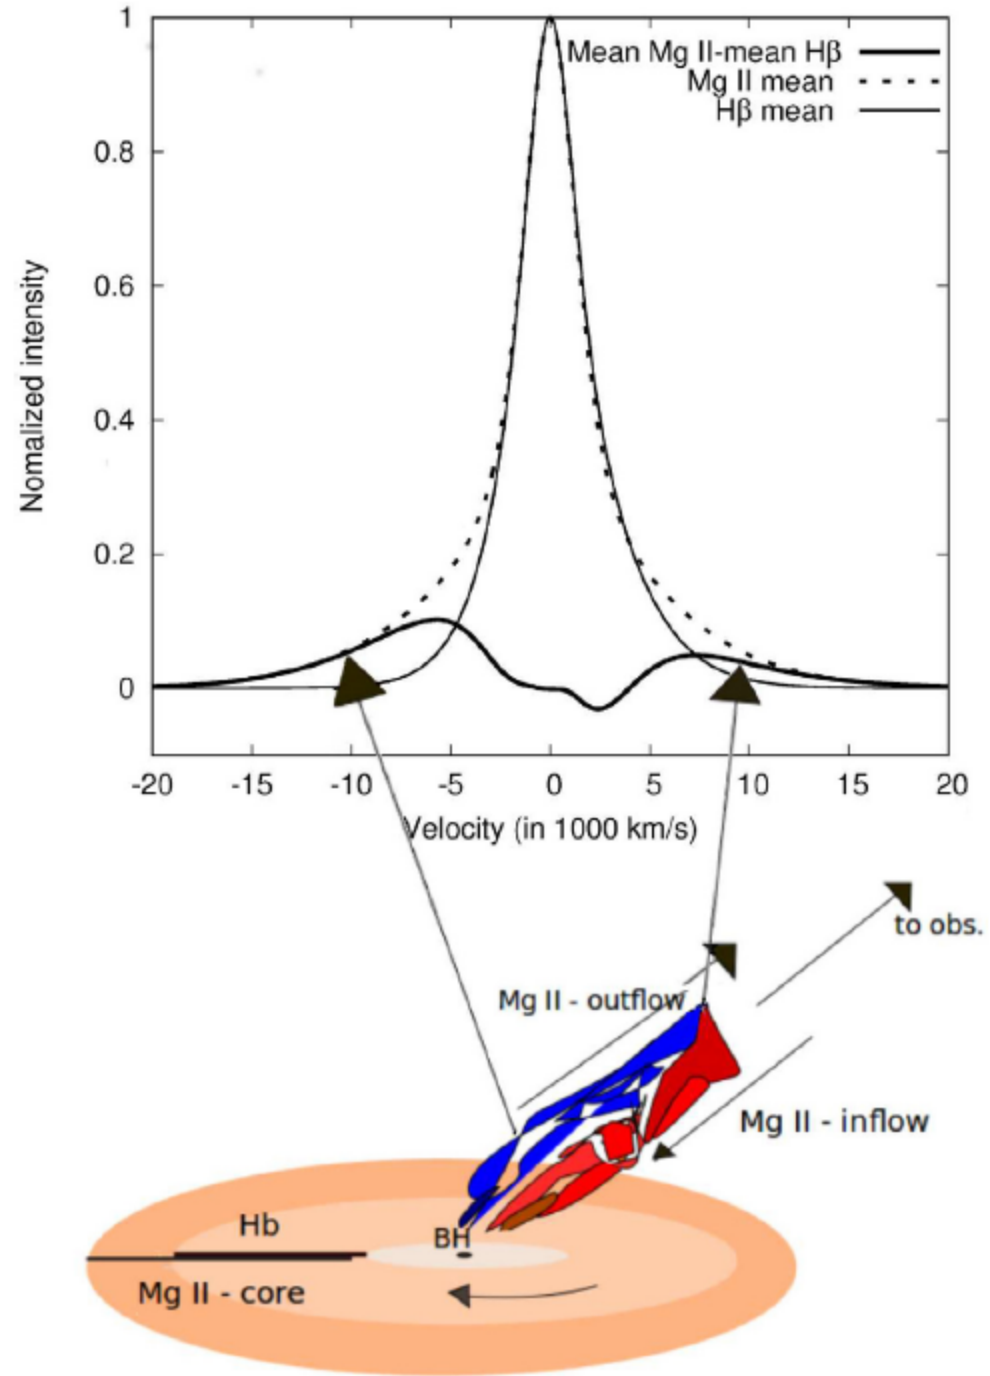 Mean Mg II-mean Hβ
Mg II mean
Hβ mean
1
0.8
0.6
0.4
0.2
0
Nomalized intensity
-20 -15 -10 -5 0 5 10 15 20
Velocity (in 1000 km/s)
to obs.
Mg II - outflow
Mg II - inflow
Hb
BH
Mg II - core